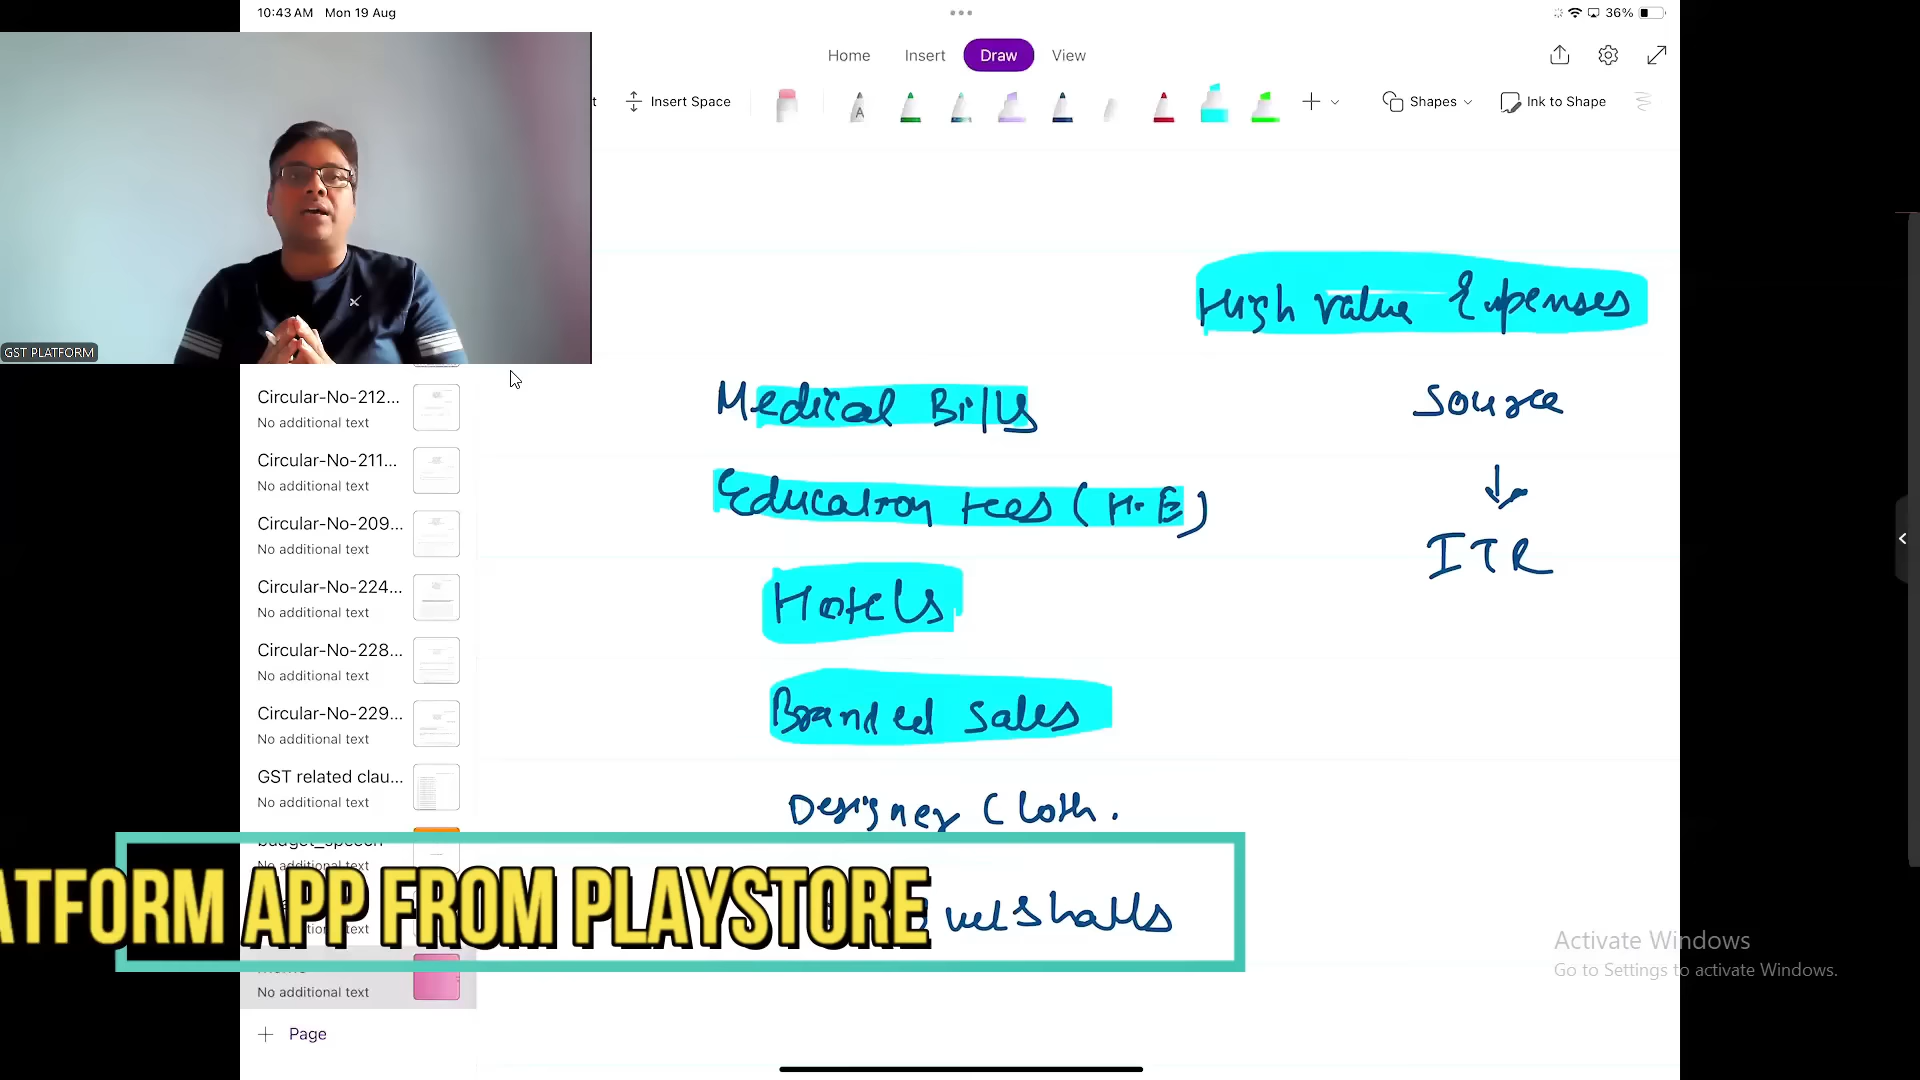 10:43 AM Mon 19 Aug
36%
Home Insert Draw View
t Insert Space
A
Shapes
Ink to Shape
GST PLATFORM
High value Expenses
Medical Bills
Source
Education fees (H.E)
ITR
Hotels
Branded Sales
Designer Cloth.
Circular-No-212...
No additional text
Circular-No-211...
No additional text
Circular-No-209...
No additional text
Circular-No-224...
No additional text
Circular-No-228...
No additional text
Circular-No-229...
No additional text
GST related clau...
No additional text
budget_speech
No additional text
ATFORM APP FROM PLAYSTORE
No additional text
Page
Activate Windows
Go to Settings to activate Windows.